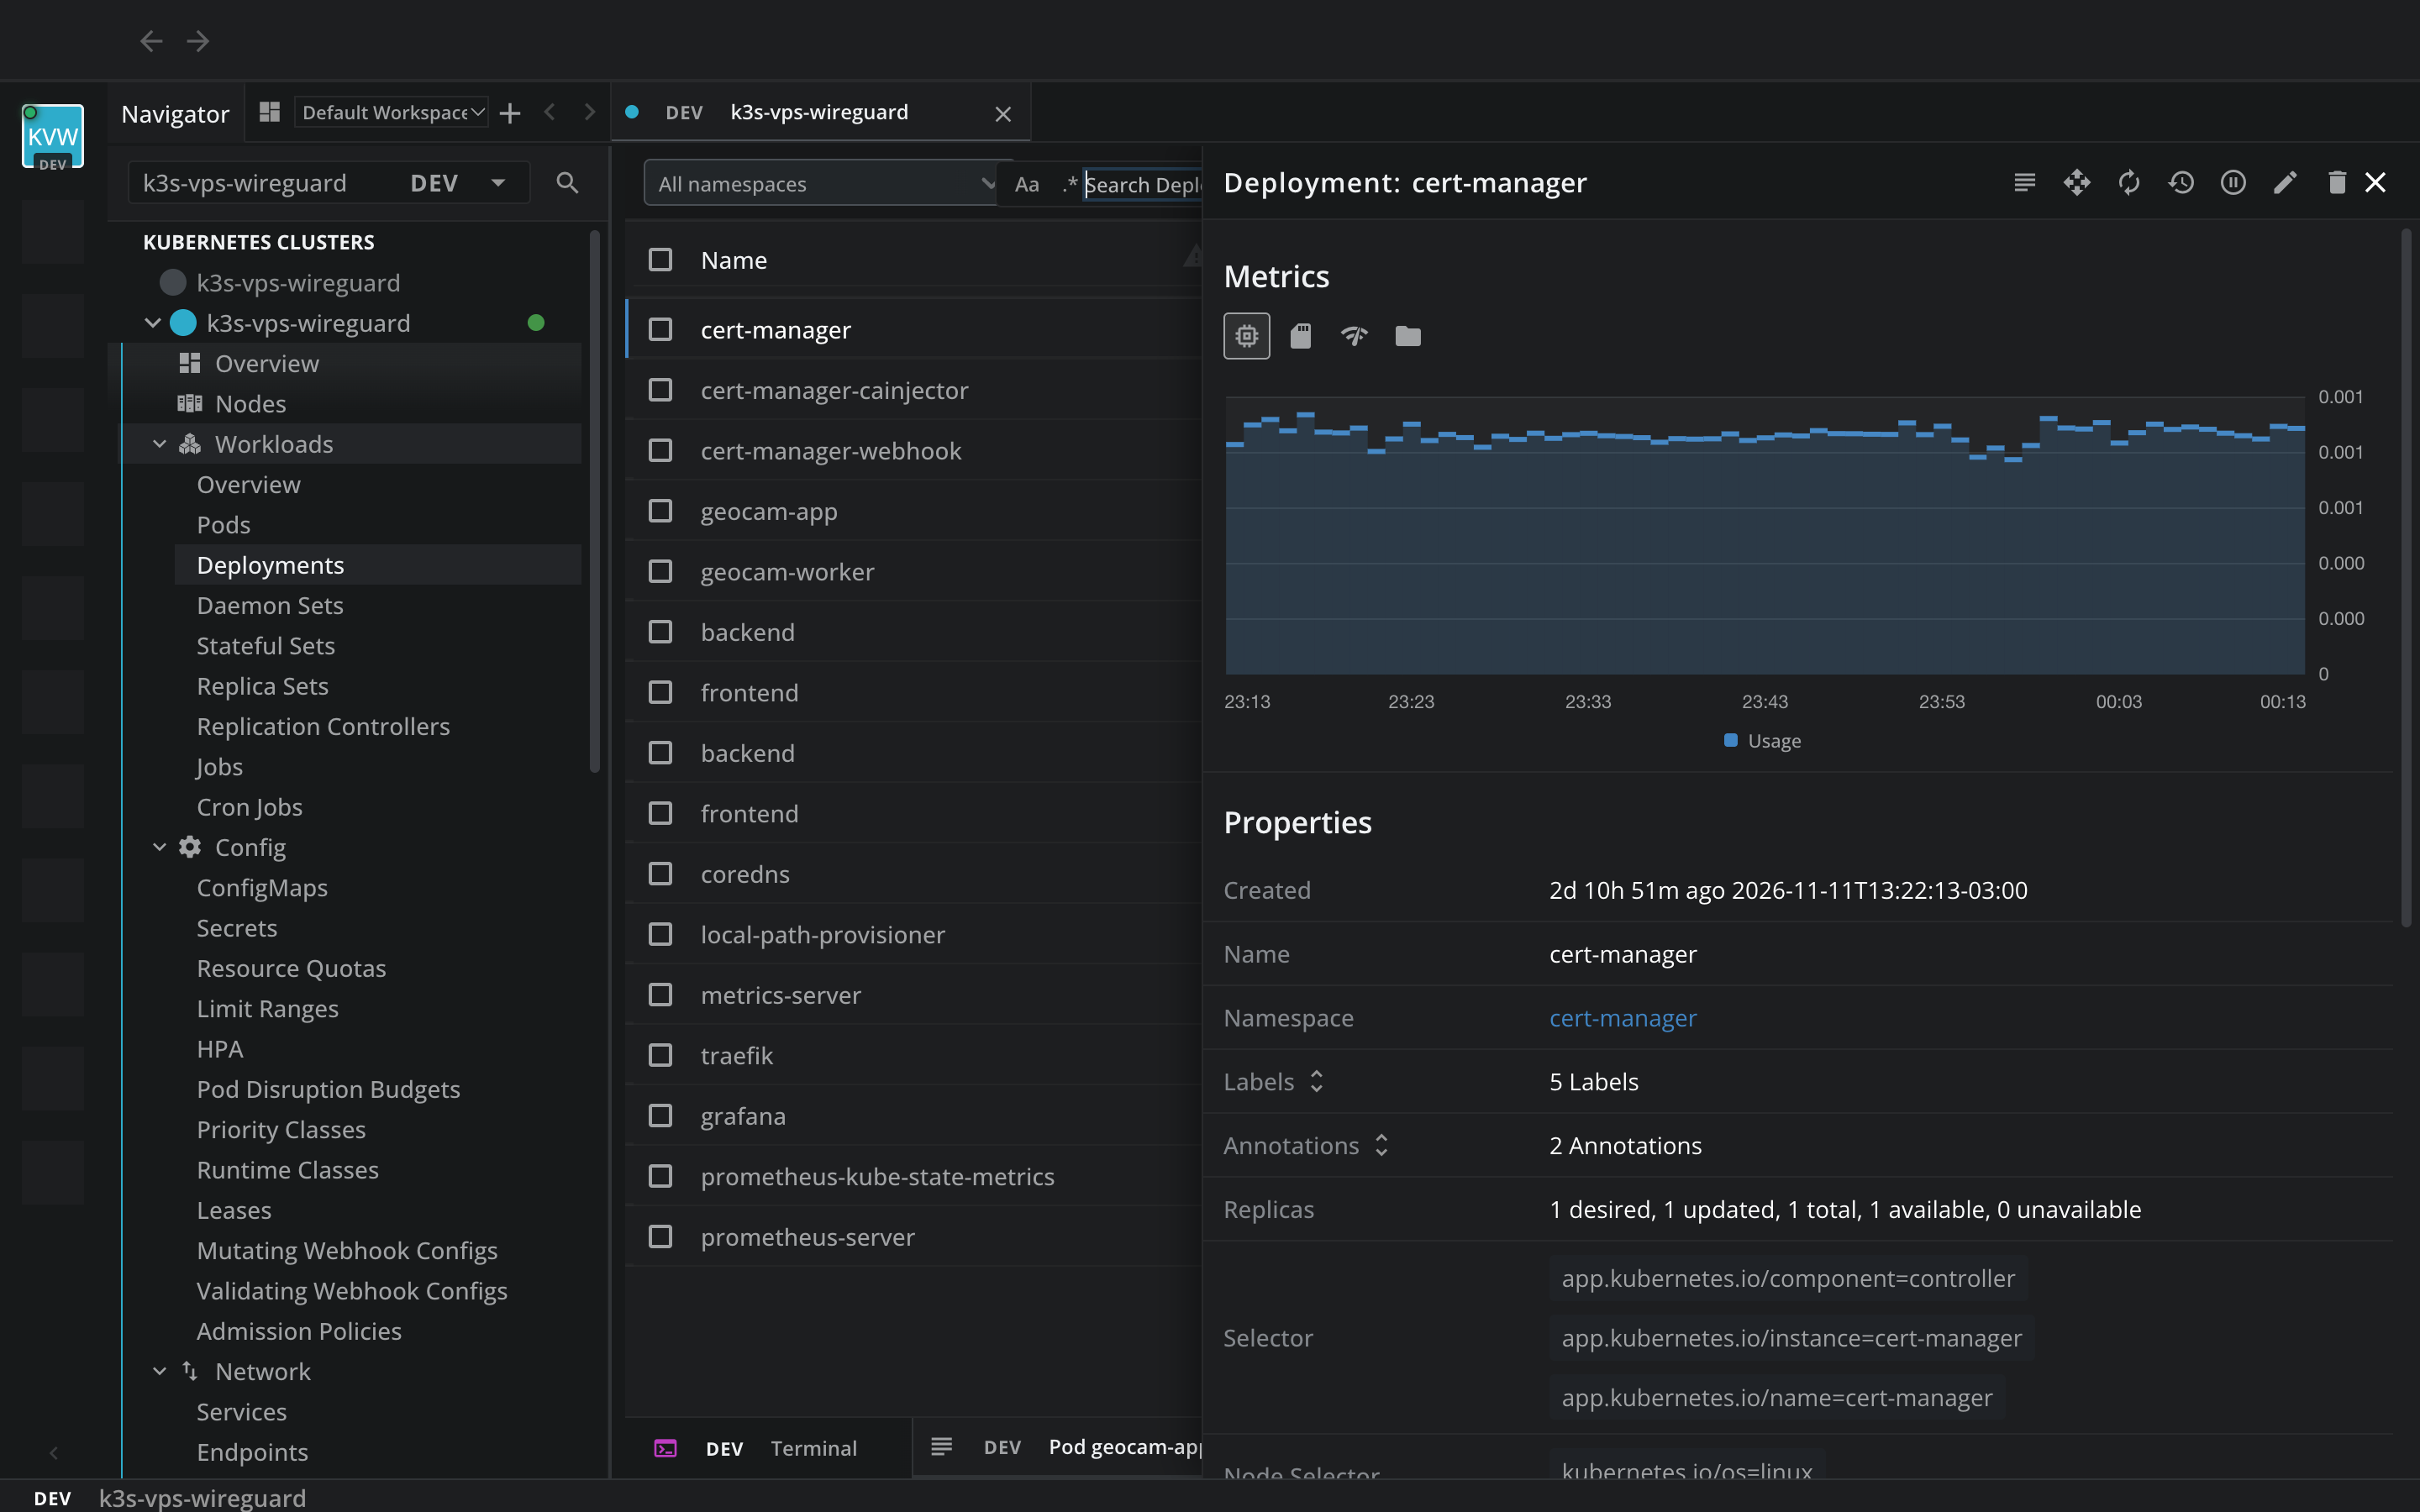 Navigator
Default Workspace
DEV k3s-vps-wireguard
KVW
DEV
k3s-vps-wireguard DEV
KUBERNETES CLUSTERS
k3s-vps-wireguard
k3s-vps-wireguard
Overview
Nodes
Workloads
Overview
Pods
Deployments
Daemon Sets
Stateful Sets
Replica Sets
Replication Controllers
Jobs
Cron Jobs
Config
ConfigMaps
Secrets
Resource Quotas
Limit Ranges
HPA
Pod Disruption Budgets
Priority Classes
Runtime Classes
Leases
Mutating Webhook Configs
Validating Webhook Configs
Admission Policies
Network
Services
Endpoints
All namespaces
Aa .* Search Depl
Name
cert-manager
cert-manager-cainjector
cert-manager-webhook
geocam-app
geocam-worker
backend
frontend
backend
frontend
coredns
local-path-provisioner
metrics-server
traefik
grafana
prometheus-kube-state-metrics
prometheus-server
DEV Terminal
DEV Pod geocam-app
Deployment: cert-manager
Metrics
0.001
0.001
0.001
0.000
0.000
0
23:13 23:23 23:33 23:43 23:53 00:03 00:13
Usage
Properties
Created 2d 10h 51m ago 2026-11-11T13:22:13-03:00
Name cert-manager
Namespace cert-manager
Labels 5 Labels
Annotations 2 Annotations
Replicas 1 desired, 1 updated, 1 total, 1 available, 0 unavailable
Selector
app.kubernetes.io/component=controller
app.kubernetes.io/instance=cert-manager
app.kubernetes.io/name=cert-manager
Node Selector kubernetes.io/os=linux
DEV k3s-vps-wireguard